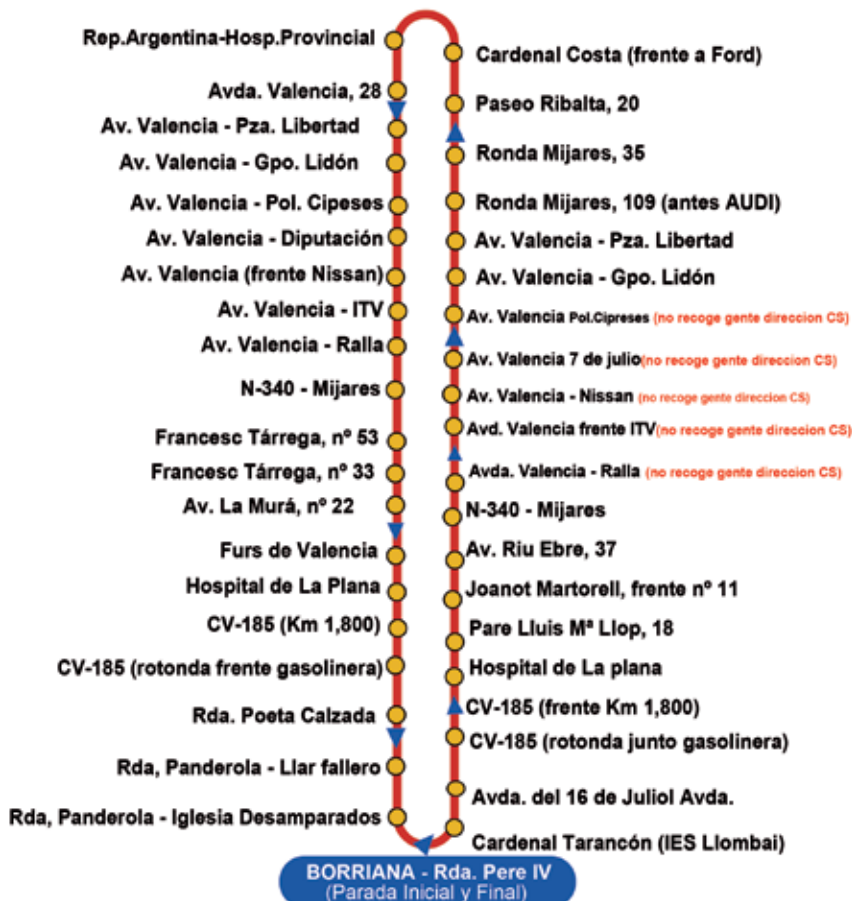 Rep.Argentina-Hosp.Provincial
Avda. Valencia, 28
Av. Valencia - Pza. Libertad
Av. Valencia - Gpo. Lidón
Av. Valencia - Pol. Cipeses
Av. Valencia - Diputación
Av. Valencia (frente Nissan)
Av. Valencia - ITV
Av. Valencia - Ralla
N-340 - Mijares
Francesc Tárrega, nº 53
Francesc Tárrega, nº 33
Av. La Murá, nº 22
Furs de Valencia
Hospital de La Plana
CV-185 (Km 1,800)
CV-185 (rotonda frente gasolinera)
Rda. Poeta Calzada
Rda, Panderola - Llar fallero
Rda, Panderola - Iglesia Desamparados
Cardenal Costa (frente a Ford)
Paseo Ribalta, 20
Ronda Mijares, 35
Ronda Mijares, 109 (antes AUDI)
Av. Valencia - Pza. Libertad
Av. Valencia - Gpo. Lidón
Av. Valencia Pol.Cipreses (no recoge gente direccion CS)
Av. Valencia 7 de julio(no recoge gente direccion CS)
Av. Valencia - Nissan (no recoge gente direccion CS)
Avd. Valencia frente ITV(no recoge gente direccion CS)
Avda. Valencia - Ralla (no recoge gente direccion CS)
N-340 - Mijares
Av. Riu Ebre, 37
Joanot Martorell, frente nº 11
Pare Lluis Mª Llop, 18
Hospital de La plana
CV-185 (frente Km 1,800)
CV-185 (rotonda junto gasolinera)
Avda. del 16 de Juliol Avda.
Cardenal Tarancón (IES Llombai)
BORRIANA - Rda. Pere IV
(Parada Inicial y Final)